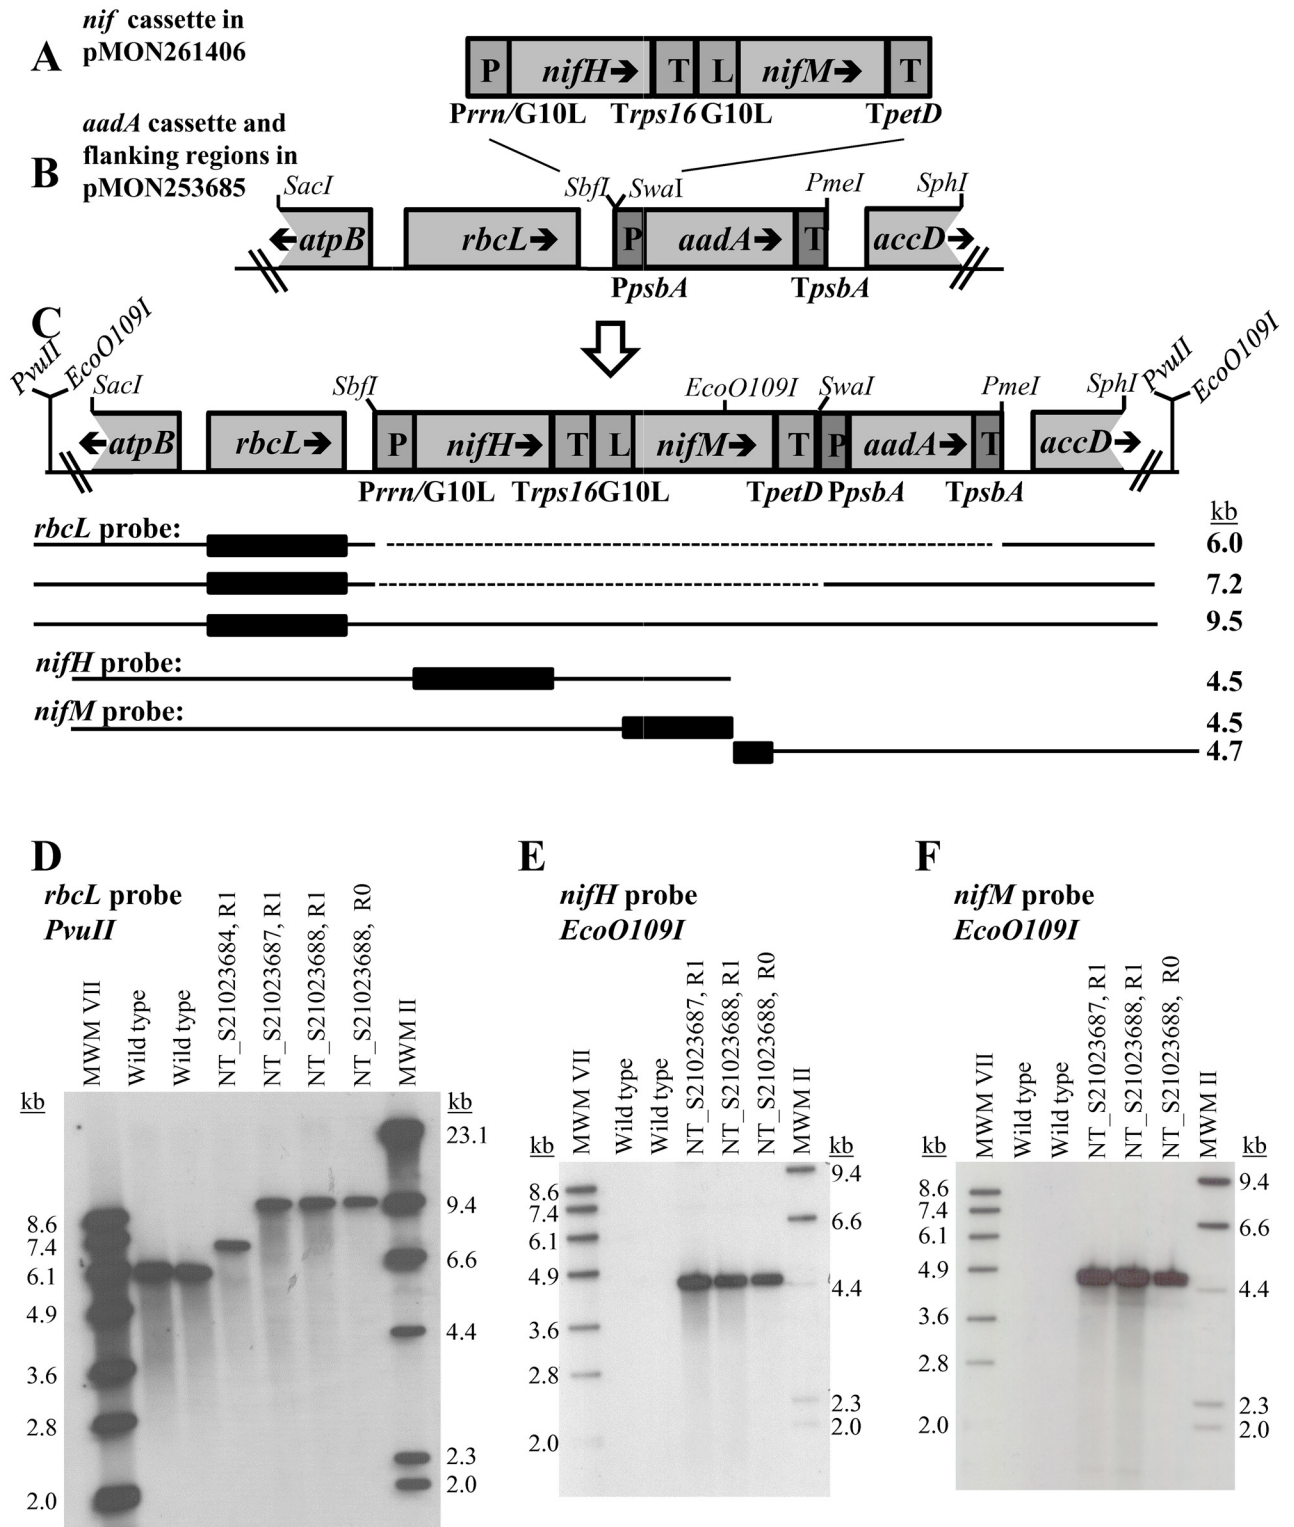 A
nif cassette in
pMON261406
P nifH T L nifM T
Prrn/G10L Trps16 G10L TpetD
B
aadA cassette and
flanking regions in
pMON253685
SacI SbfI SwaI PmeI SphI
atpB rbcL P aadA T accD
PpsbA TpsbA
C
PvuII EcoO109I SacI SbfI EcoO109I SwaI PmeI SphI PvuII EcoO109I
atpB rbcL P nifH T L nifM T P aadA T accD
Prrn/G10L Trps16 G10L TpetD PpsbA TpsbA
kb
rbcL probe:
6.0
7.2
9.5
nifH probe:
4.5
nifM probe:
4.5
4.7
D
rbcL probe
PvuII
MWM VII
Wild type
Wild type
NT_S21023684, R1
NT_S21023687, R1
NT_S21023688, R1
NT_S21023688, R0
MWM II
kb
8.6
7.4
6.1
4.9
3.6
2.8
2.0
kb
23.1
9.4
6.6
4.4
2.3
2.0
E
nifH probe
EcoO109I
MWM VII
Wild type
Wild type
NT_S21023687, R1
NT_S21023688, R1
NT_S21023688, R0
MWM II
kb
8.6
7.4
6.1
4.9
3.6
2.8
2.0
kb
9.4
6.6
4.4
2.3
2.0
F
nifM probe
EcoO109I
MWM VII
Wild type
Wild type
NT_S21023687, R1
NT_S21023688, R1
NT_S21023688, R0
MWM II
kb
8.6
7.4
6.1
4.9
3.6
2.8
2.0
kb
9.4
6.6
4.4
2.3
2.0